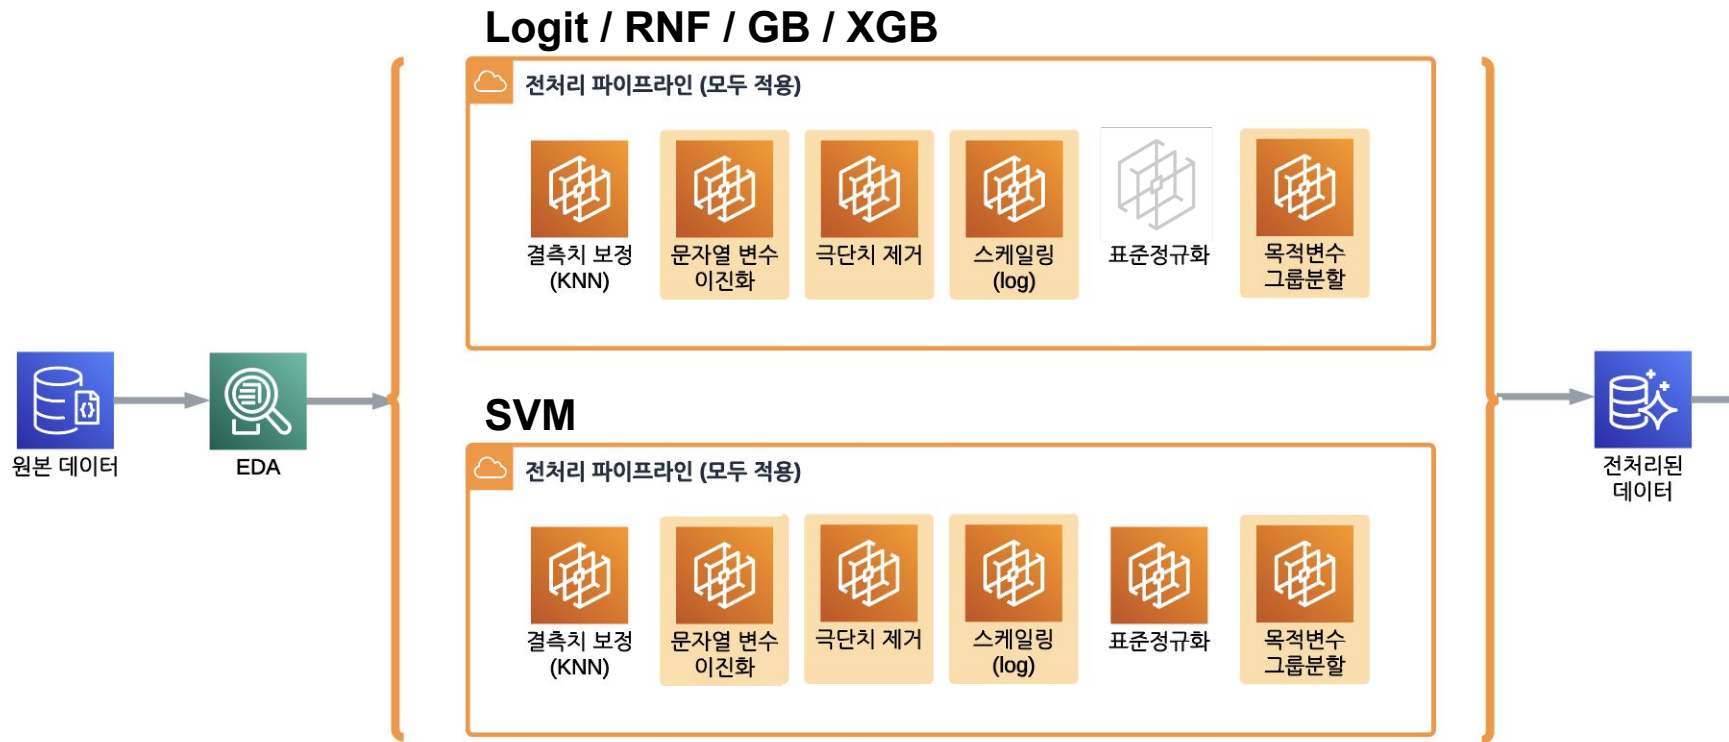 Logit / RNF / GB / XGB
전처리 파이프라인 (모두 적용)
결측치 보정
(KNN)
문자열 변수
이진화
극단치 제거
스케일링
(log)
표준정규화
목적변수
그룹분할
원본 데이터
EDA
SVM
전처리 파이프라인 (모두 적용)
결측치 보정
(KNN)
문자열 변수
이진화
극단치 제거
스케일링
(log)
표준정규화
목적변수
그룹분할
전처리된
데이터